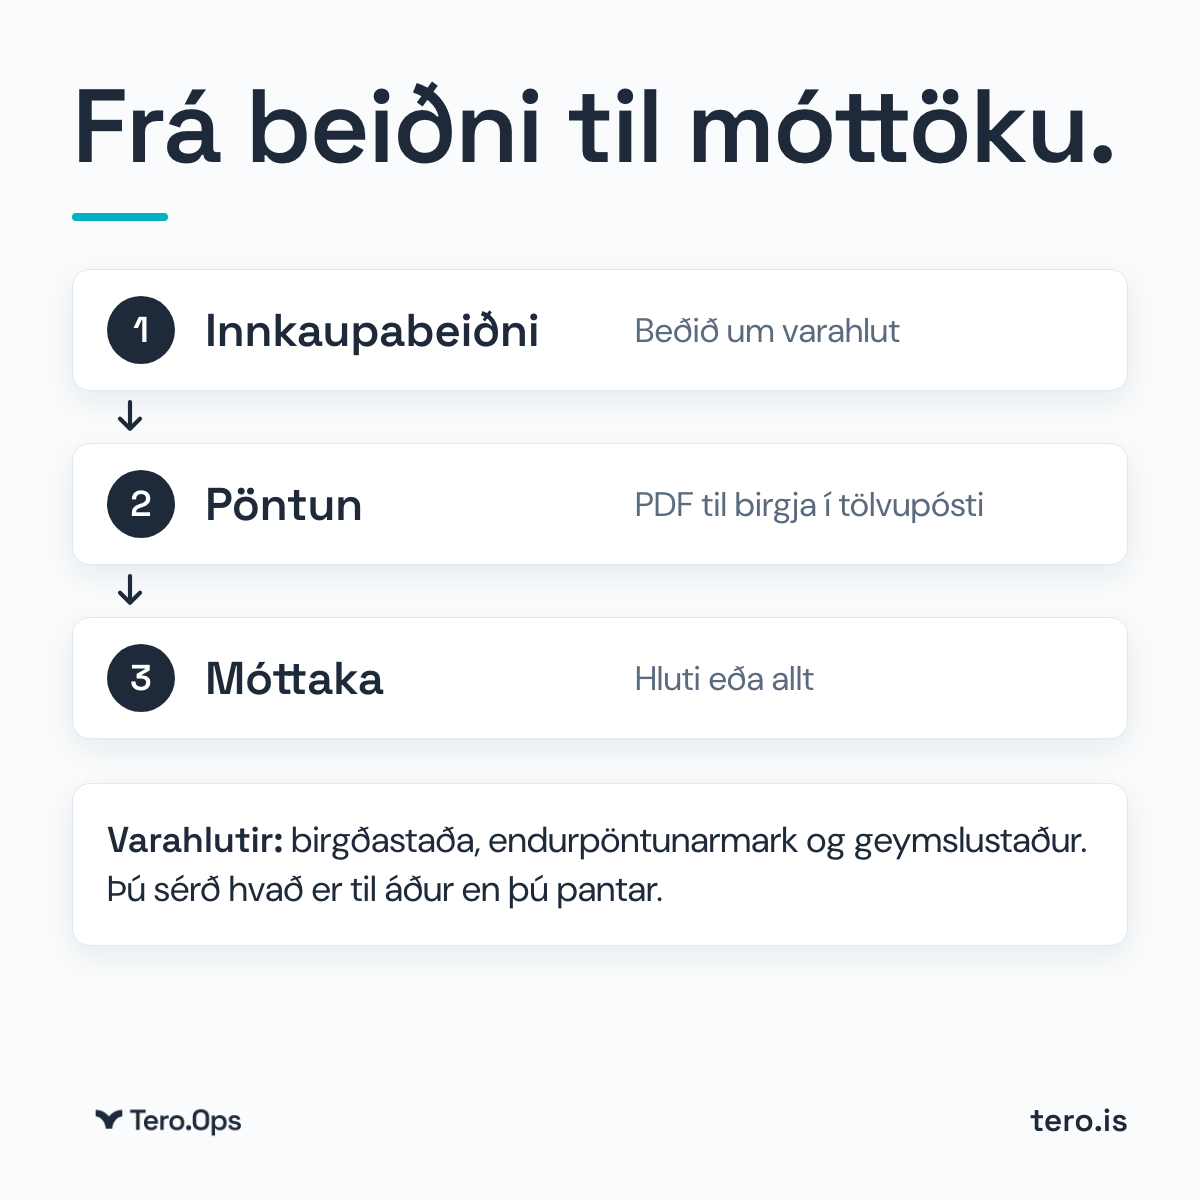 Frá beiðni til móttöku.
1 Innkaupabeiðni Beðið um varahlut
2 Pöntun PDF til birgja í tölvupósti
3 Móttaka Hluti eða allt
Varahlutir: birgðastaða, endurpöntunarmark og geymslustaður.
Þú sérð hvað er til áður en þú pantar.
Tero.Ops tero.is